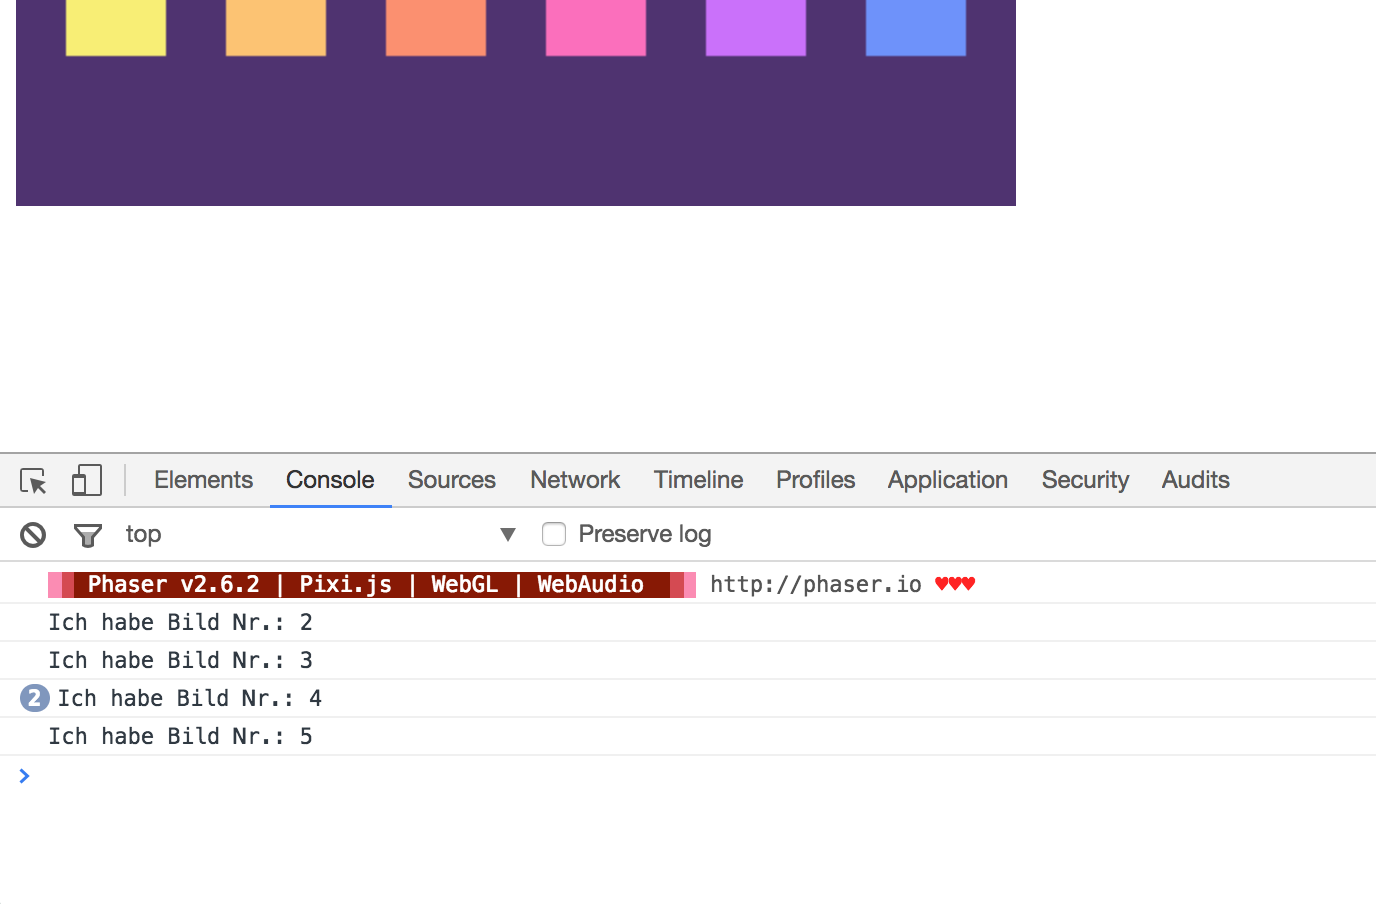 Elements Console Sources Network Timeline Profiles Application Security Audits
top ▼ Preserve log
Phaser v2.6.2 | Pixi.js | WebGL | WebAudio http://phaser.io ♥♥♥
Ich habe Bild Nr.: 2
Ich habe Bild Nr.: 3
2 Ich habe Bild Nr.: 4
Ich habe Bild Nr.: 5